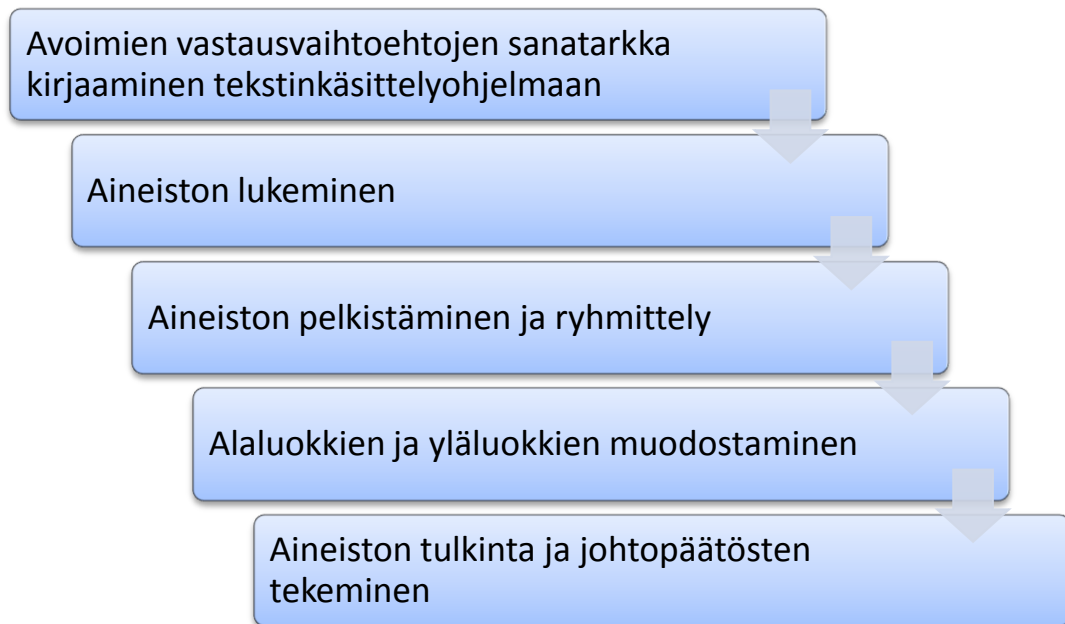 Avoimien vastausvaihtoehtojen sanatarkka
kirjaaminen tekstinkäsittelyohjelmaan
Aineiston lukeminen
Aineiston pelkistäminen ja ryhmittely
Alaluokkien ja yläluokkien muodostaminen
Aineiston tulkinta ja johtopäätösten
tekeminen